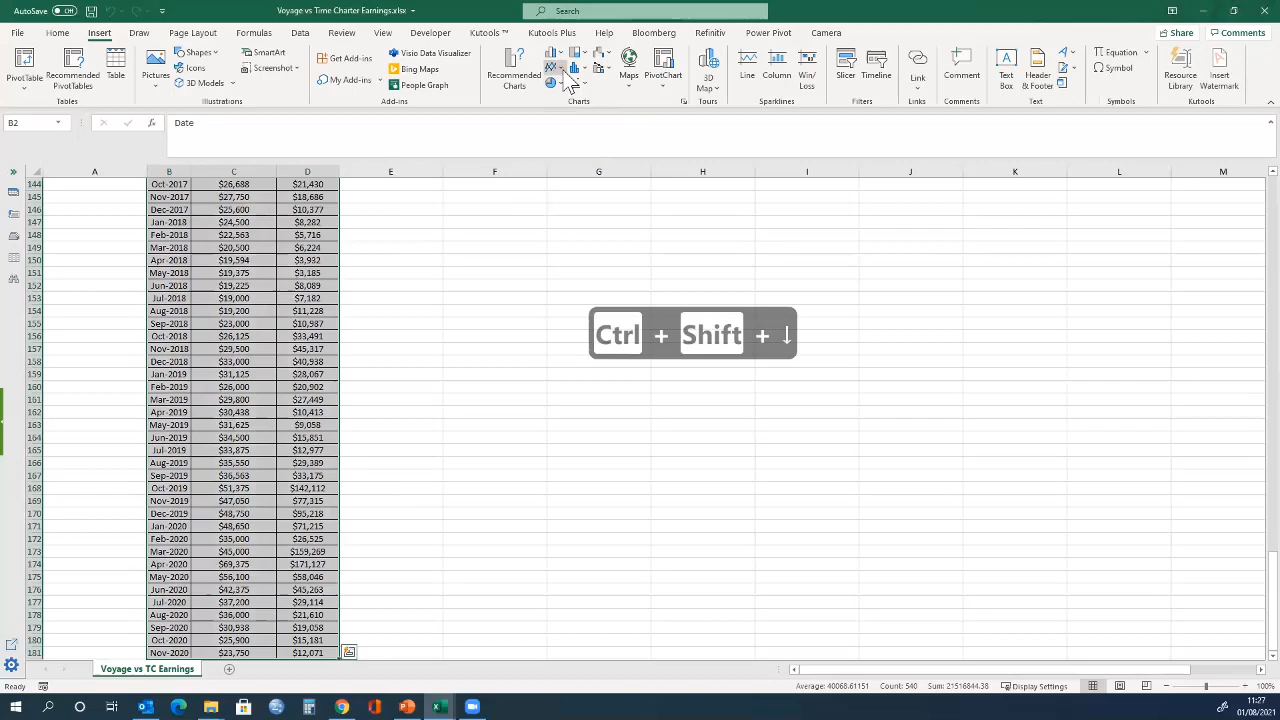 AutoSave Off
Voyage vs Time Charter Earnings.xlsx
Search
File Home Insert Draw Page Layout Formulas Data Review View Developer Kutools ™ Kutools Plus Help Bloomberg Refinitiv Power Pivot Camera Share Comments
PivotTable
Recommended PivotTables
Tables
Pictures
Shapes
Icons
3D Models
SmartArt
Screenshot
Illustrations
Get Add-ins
My Add-ins
Visio Data Visualizer
Bing Maps
People Graph
Add-ins
Recommended Charts
Maps
PivotChart
Charts
3D Map
Tours
Line
Column
Win/ Loss
Sparklines
Slicer
Timeline
Filters
Link
Links
Comment
Comments
Text Box
Header & Footer
Text
Equation
Symbol
Symbols
Resource Library
Insert Watermark
Kutools
B2
fx
Date
A B C D E F G H I J K L M
144 Oct-2017 $26,688 $21,430
145 Nov-2017 $27,750 $18,686
146 Dec-2017 $25,600 $10,377
147 Jan-2018 $24,500 $8,282
148 Feb-2018 $22,563 $5,716
149 Mar-2018 $20,500 $6,224
150 Apr-2018 $19,594 $3,932
151 May-2018 $19,375 $3,185
152 Jun-2018 $19,225 $8,089
153 Jul-2018 $19,000 $7,182
154 Aug-2018 $19,200 $11,228
155 Sep-2018 $23,000 $10,987
156 Oct-2018 $26,125 $33,491
157 Nov-2018 $29,500 $45,317
158 Dec-2018 $33,000 $40,938
159 Jan-2019 $31,125 $28,067
160 Feb-2019 $26,000 $20,902
161 Mar-2019 $29,800 $27,449
162 Apr-2019 $30,438 $10,413
163 May-2019 $31,625 $9,058
164 Jun-2019 $34,500 $15,851
165 Jul-2019 $33,875 $12,977
166 Aug-2019 $35,550 $29,389
167 Sep-2019 $36,563 $33,175
168 Oct-2019 $51,375 $142,112
169 Nov-2019 $47,050 $77,315
170 Dec-2019 $48,750 $95,218
171 Jan-2020 $48,650 $71,215
172 Feb-2020 $35,000 $26,525
173 Mar-2020 $45,000 $159,269
174 Apr-2020 $69,375 $171,127
175 May-2020 $56,100 $58,046
176 Jun-2020 $42,375 $45,263
177 Jul-2020 $37,200 $29,114
178 Aug-2020 $36,000 $21,610
179 Sep-2020 $30,938 $19,058
180 Oct-2020 $25,900 $15,181
181 Nov-2020 $23,750 $12,071
Ctrl + Shift + ↓
Voyage vs TC Earnings
Ready
Average: 40068.61151 Count: 540 Sum: 21516844.38
Display Settings
100%
11:27
01/08/2021